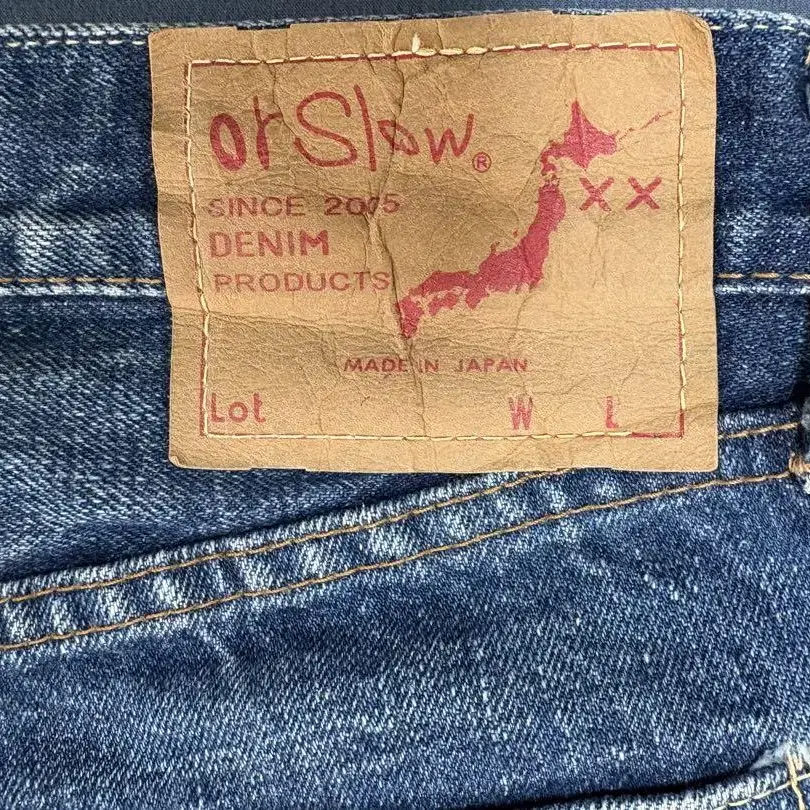 orSlow®
SINCE 2005
DENIM
PRODUCTS
XX
MADE IN JAPAN
Lot W L